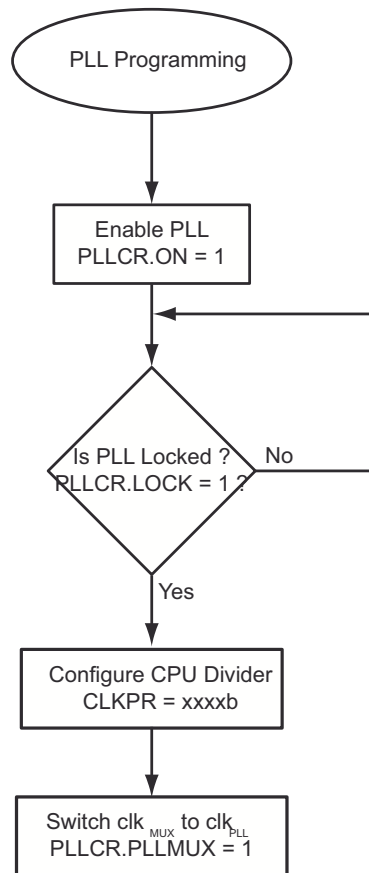 PLL Programming
Enable PLL
PLLCR.ON = 1
Is PLL Locked ?
PLLCR.LOCK = 1 ?
No
Yes
Configure CPU Divider
CLKPR = xxxxb
Switch clk MUX to clk PLL
PLLCR.PLLMUX = 1